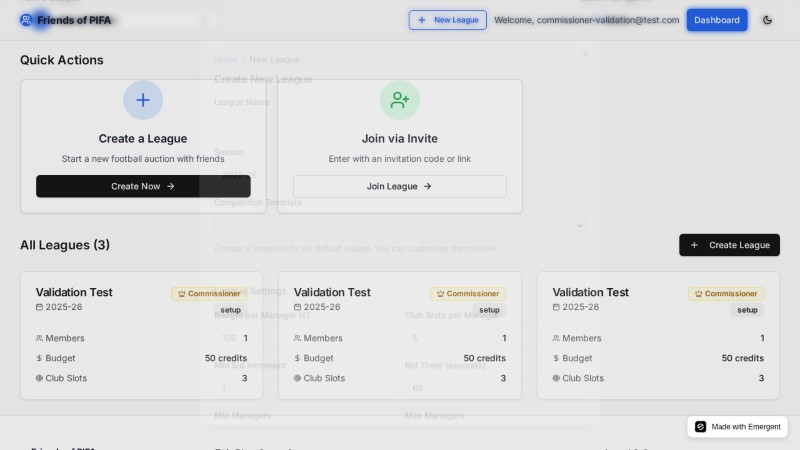 Friends of PIFA
New League
Welcome, commissioner-validation@test.com
Dashboard
Quick Actions
Home / New League
Create New League
League Name
Create a League
Start a new football auction with friends
Create Now →
Join via Invite
Enter with an invitation code or link
Join League →
Season
2025-26
Competition Template
Choose a template to set default values. You can customize them below.
All Leagues (3)
Create League
League Settings
Budget per Manager (£)
Club Slots per Manager
100
5
Min Bid Increment
Bid Timer (seconds)
1
60
Min Managers
Max Managers
Validation Test
Commissioner
2025-26
setup
Members 1
Budget 50 credits
Club Slots 3
Validation Test
Commissioner
2025-26
setup
Members 1
Budget 50 credits
Club Slots 3
Validation Test
Commissioner
2025-26
setup
Members 1
Budget 50 credits
Club Slots 3
Made with Emergent
Friends of PIFA